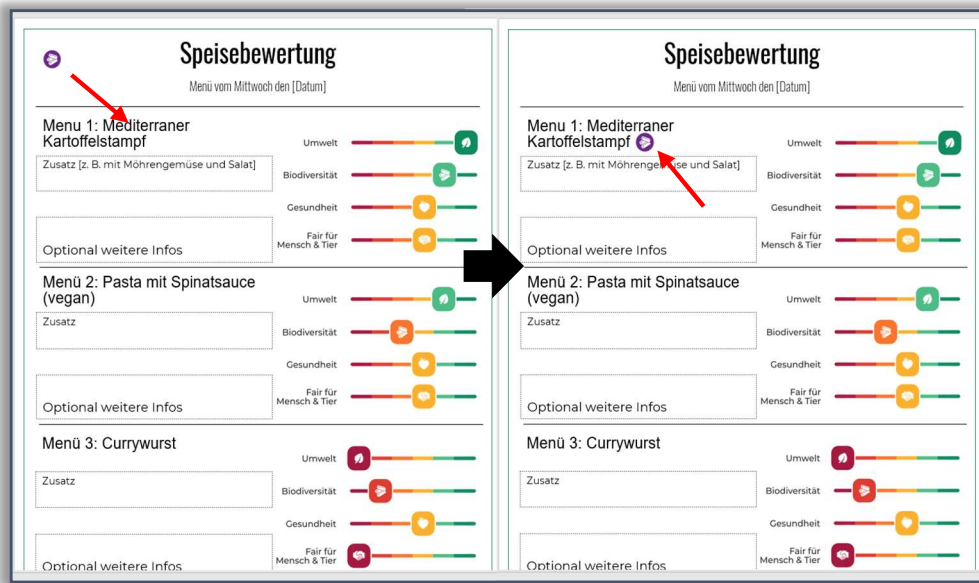 Speisebewertung
Menü vom Mittwoch den [Datum]
Menu 1: Mediterraner
Kartoffelstampf
Umwelt
Zusatz [z. B. mit Möhrengemüse und Salat]
Biodiversität
Gesundheit
Optional weitere Infos
Fair für
Mensch & Tier
Menü 2: Pasta mit Spinatsauce
(vegan)
Umwelt
Zusatz
Biodiversität
Gesundheit
Optional weitere Infos
Fair für
Mensch & Tier
Menü 3: Currywurst
Umwelt
Zusatz
Biodiversität
Gesundheit
Optional weitere Infos
Fair für
Mensch & Tier
Speisebewertung
Menü vom Mittwoch den [Datum]
Menu 1: Mediterraner
Kartoffelstampf
Umwelt
Zusatz [z. B. mit Möhrengemüse und Salat]
Biodiversität
Gesundheit
Optional weitere Infos
Fair für
Mensch & Tier
Menü 2: Pasta mit Spinatsauce
(vegan)
Umwelt
Zusatz
Biodiversität
Gesundheit
Optional weitere Infos
Fair für
Mensch & Tier
Menü 3: Currywurst
Umwelt
Zusatz
Biodiversität
Gesundheit
Optional weitere Infos
Fair für
Mensch & Tier